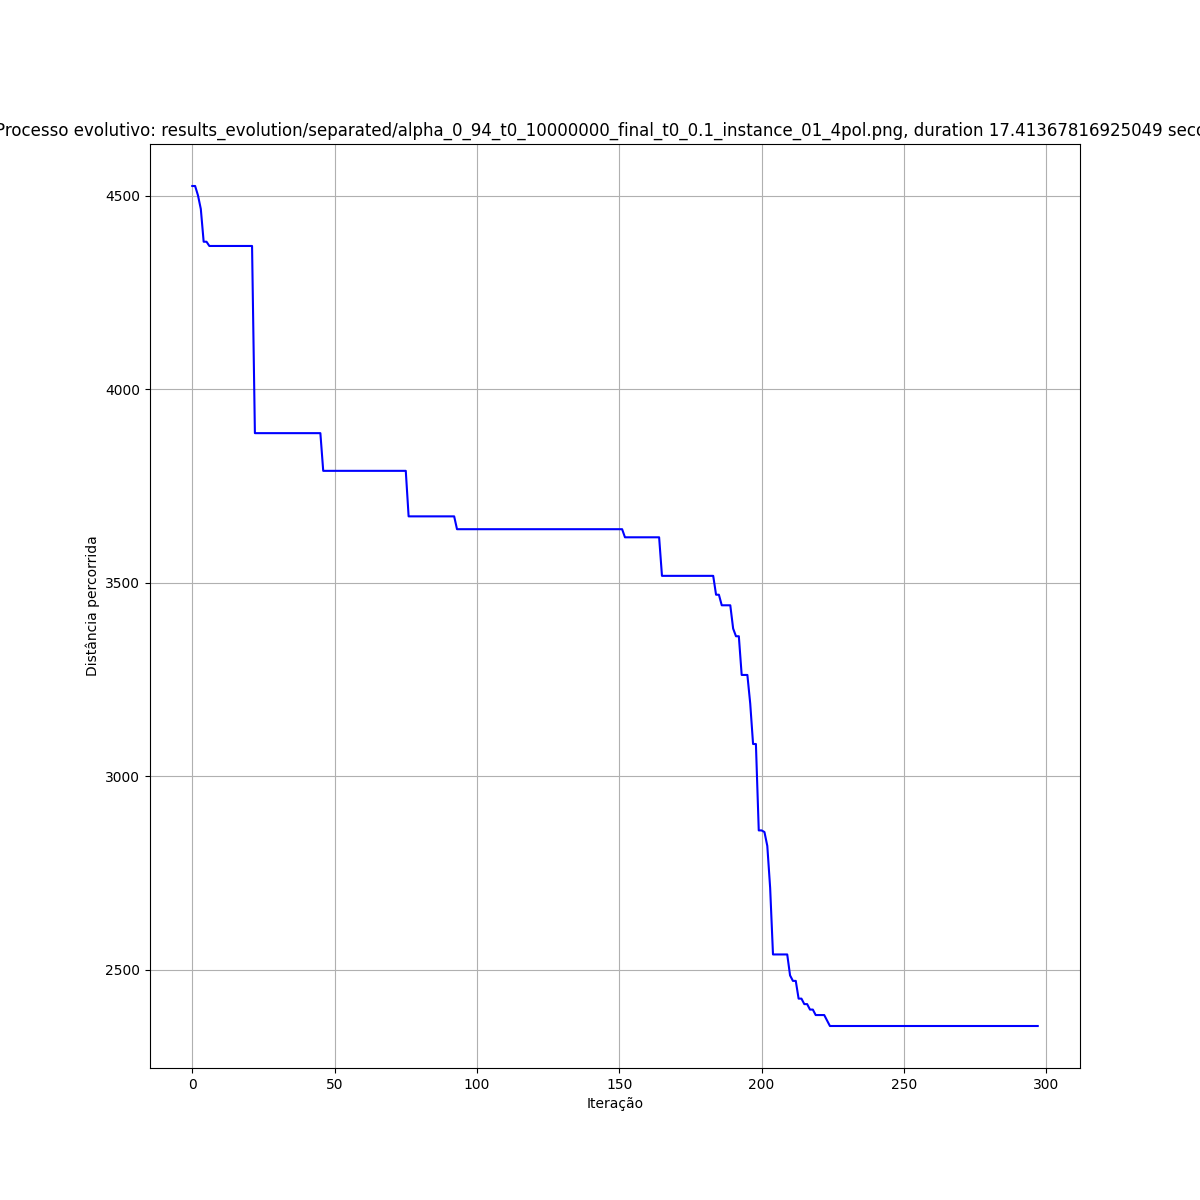 Processo evolutivo: results_evolution/separated/alpha_0_94_t0_10000000_final_t0_0.1_instance_01_4pol.png, duration 17.41367816925049
4500
4000
3500
3000
2500
Distância percorrida
0 50 100 150 200 250 300
Iteração